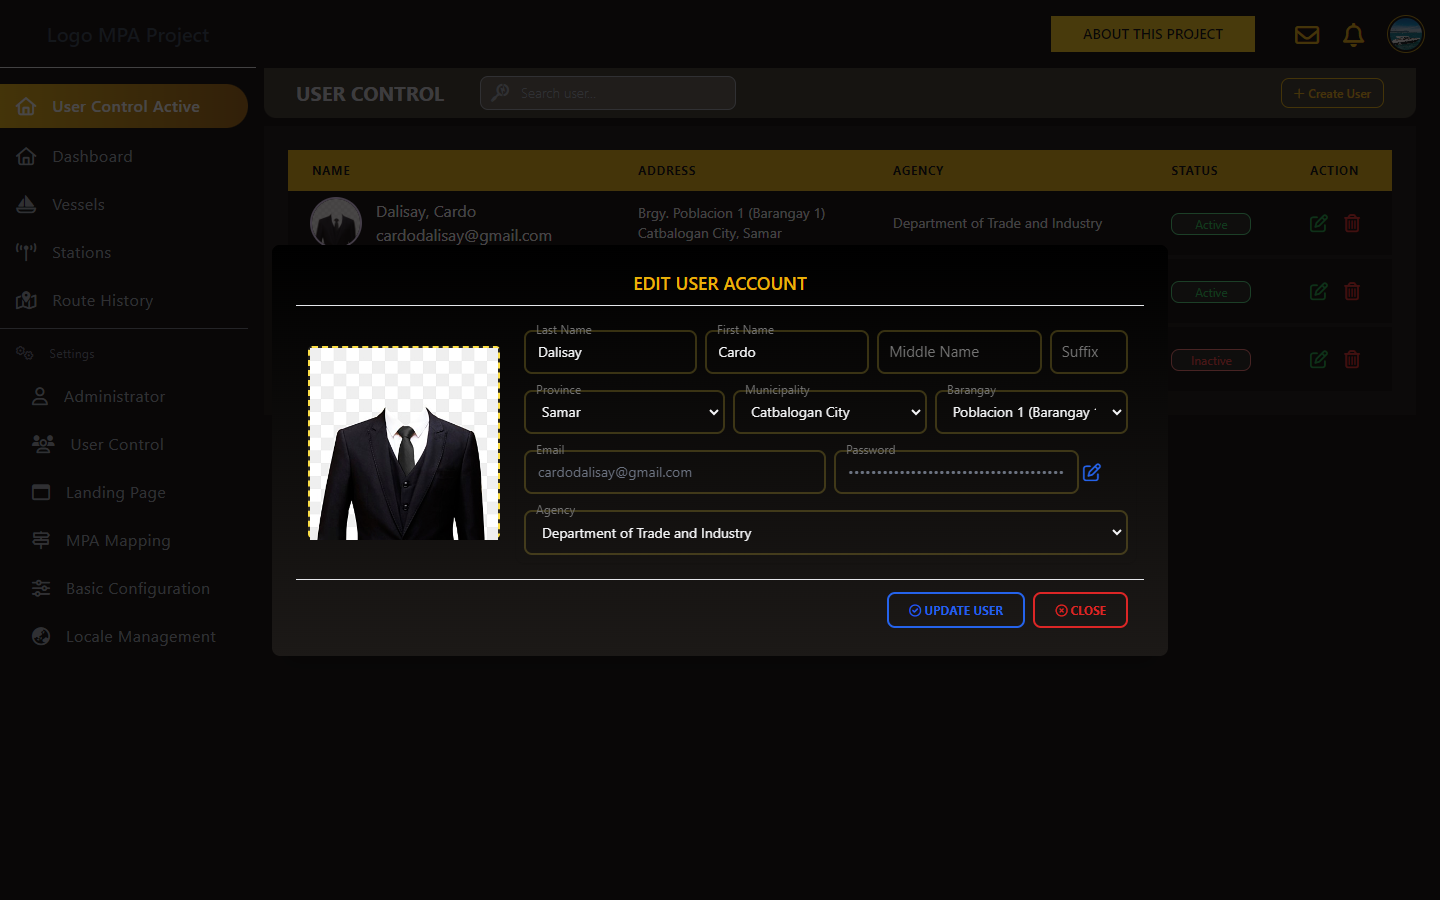 Logo MPA Project
ABOUT THIS PROJECT
User Control Active
Dashboard
Vessels
Stations
Route History
Settings
Administrator
User Control
Landing Page
MPA Mapping
Basic Configuration
Locale Management
USER CONTROL
Search user..
Create User
NAME ADDRESS AGENCY STATUS ACTION
Dalisay, Cardo
cardodalisay@gmail.com
Brgy. Poblacion 1 (Barangay 1)
Catbalogan City, Samar
Department of Trade and Industry
Active
Active
Inactive
EDIT USER ACCOUNT
Last Name
Dalisay
First Name
Cardo
Middle Name
Suffix
Province
Samar
Municipality
Catbalogan City
Barangay
Poblacion 1 (Barangay
Email
cardodalisay@gmail.com
Password
Agency
Department of Trade and Industry
UPDATE USER
CLOSE